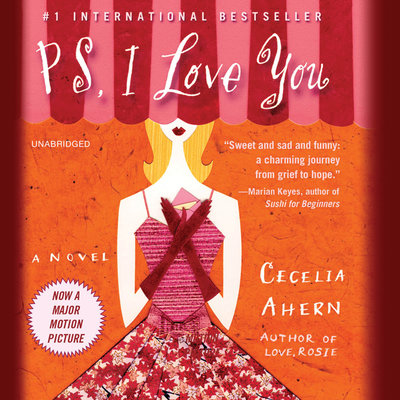 #1 INTERNATIONAL BESTSELLER
PS, I Love You
UNABRIDGED
“Sweet and sad and funny:
a charming journey
from grief to hope.”
—Marian Keyes, author of
Sushi for Beginners
A NOVEL
CECELIA
AHERN
NOW A
MAJOR
MOTION
PICTURE
AUTHOR OF
LOVE, ROSIE